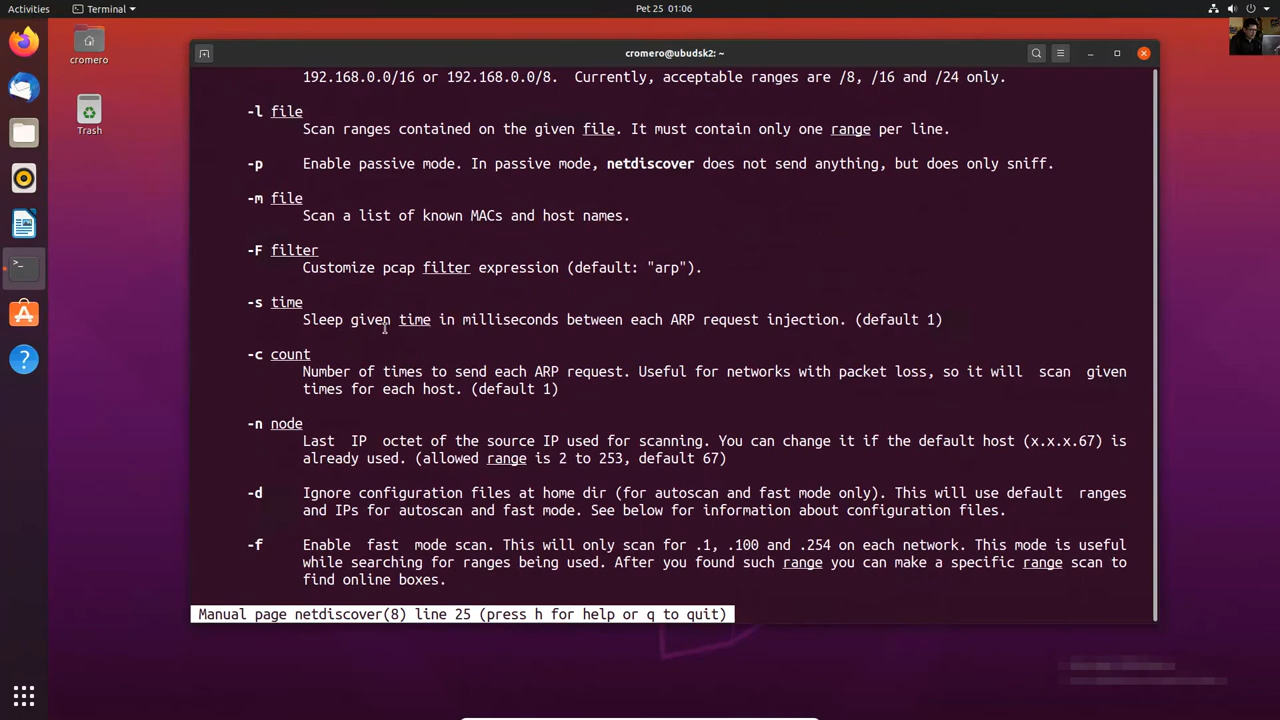 Activities
Terminal
Pet 25 01:06
cromero
Trash
cromero@ubudsk2: ~
192.168.0.0/16 or 192.168.0.0/8. Currently, acceptable ranges are /8, /16 and /24 only.
-l file
Scan ranges contained on the given file. It must contain only one range per line.
-p Enable passive mode. In passive mode, netdiscover does not send anything, but does only sniff.
-m file
Scan a list of known MACs and host names.
-F filter
Customize pcap filter expression (default: "arp").
-s time
Sleep given time in milliseconds between each ARP request injection. (default 1)
-c count
Number of times to send each ARP request. Useful for networks with packet loss, so it will scan given
times for each host. (default 1)
-n node
Last IP octet of the source IP used for scanning. You can change it if the default host (x.x.x.67) is
already used. (allowed range is 2 to 253, default 67)
-d Ignore configuration files at home dir (for autoscan and fast mode only). This will use default ranges
and IPs for autoscan and fast mode. See below for information about configuration files.
-f Enable fast mode scan. This will only scan for .1, .100 and .254 on each network. This mode is useful
while searching for ranges being used. After you found such range you can make a specific range scan to
find online boxes.
Manual page netdiscover(8) line 25 (press h for help or q to quit)